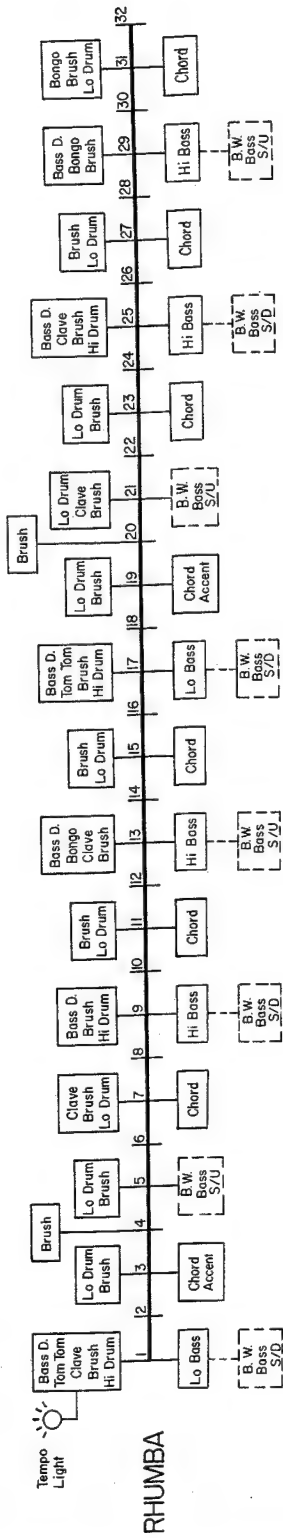 RHUMBA
Tempo
Light
Bass D.
Tom Tom
Clave
Brush
Hi Drum
Lo Drum
Brush
Brush
Lo Drum
Brush
Clave
Brush
Lo Drum
Bass D.
Brush
Hi Drum
Brush
Lo Drum
Bass D.
Bongo
Clave
Brush
Brush
Lo Drum
Bass D.
Tom Tom
Brush
Hi Drum
Lo Drum
Brush
Brush
Lo Drum
Clave
Brush
Lo Drum
Brush
Bass D.
Clave
Brush
Hi Drum
Brush
Lo Drum
Bass D.
Bongo
Brush
Bongo
Brush
Lo Drum
1 2 3 4 5 6 7 8 9 10 11 12 13 14 15 16 17 18 19 20 21 22 23 24 25 26 27 28 29 30 31 32
Lo Bass
B.W.
Bass
S/D
Chord
Accent
B.W.
Bass
S/U
Chord
Hi Bass
B.W.
Bass
S/D
Chord
Hi Bass
B.W.
Bass
S/U
Chord
Lo Bass
B.W.
Bass
S/D
Chord
Accent
B.W.
Bass
S/U
Chord
Hi Bass
B.W.
Bass
S/D
Chord
Hi Bass
B.W.
Bass
S/U
Chord